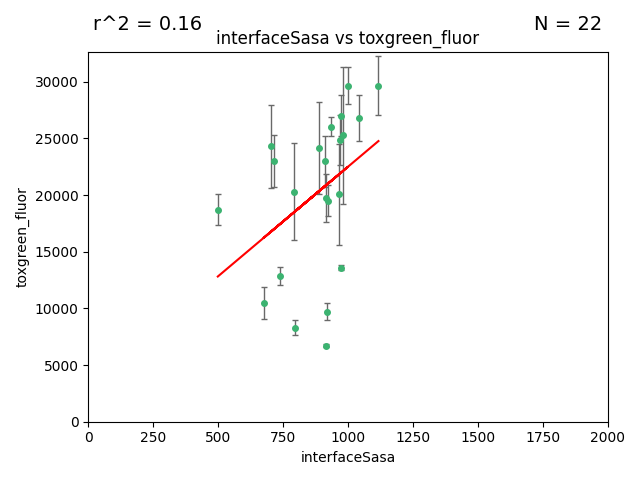 r^2 = 0.16
N = 22
interfaceSasa vs toxgreen_fluor
30000
25000
20000
15000
10000
5000
0
toxgreen_fluor
0 250 500 750 1000 1250 1500 1750 2000
interfaceSasa